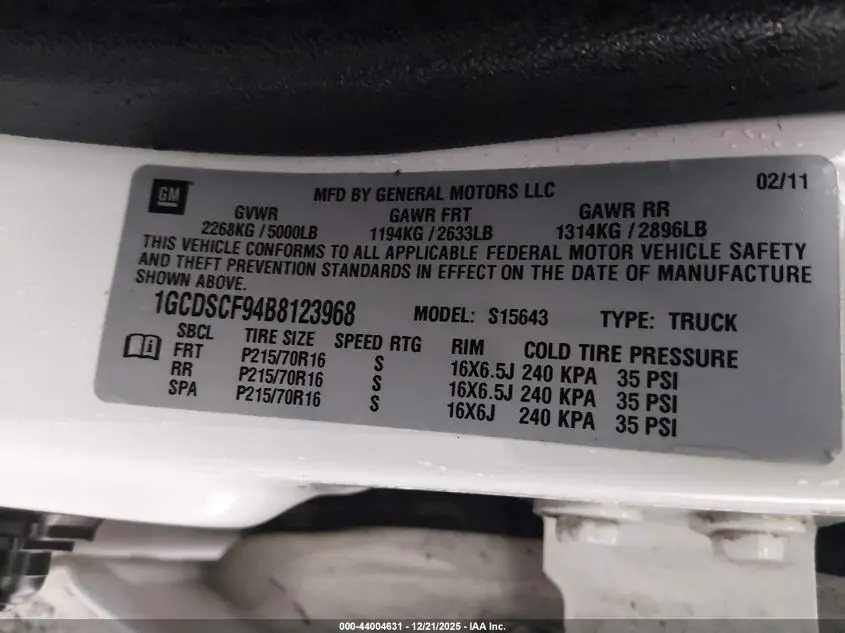 GM
MFD BY GENERAL MOTORS LLC 02/11
GVWR GAWR FRT GAWR RR
2268KG / 5000LB 1194KG / 2633LB 1314KG / 2896LB
THIS VEHICLE CONFORMS TO ALL APPLICABLE FEDERAL MOTOR VEHICLE SAFETY
AND THEFT PREVENTION STANDARDS IN EFFECT ON THE DATE OF MANUFACTURE
SHOWN ABOVE.
1GCDSCF94B8123968 MODEL: S15643 TYPE: TRUCK
SBCL TIRE SIZE SPEED RTG RIM COLD TIRE PRESSURE
FRT P215/70R16 S 16X6.5J 240 KPA 35 PSI
RR P215/70R16 S 16X6.5J 240 KPA 35 PSI
SPA P215/70R16 S 16X6J 240 KPA 35 PSI
000-44004631 - 12/21/2025 - IAA Inc.